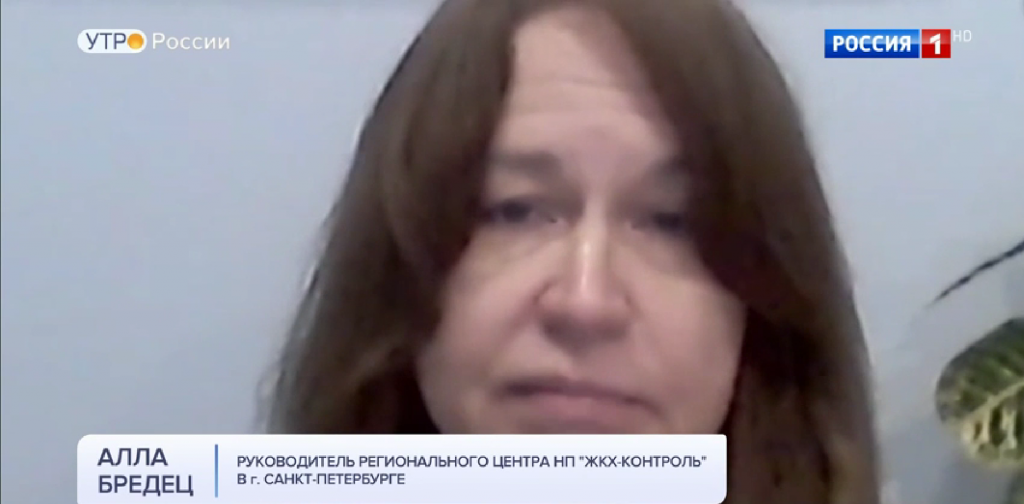 УТРО России
РОССИЯ 1 HD
АЛЛА
БРЕДЕЦ
РУКОВОДИТЕЛЬ РЕГИОНАЛЬНОГО ЦЕНТРА НП "ЖКХ-КОНТРОЛЬ"
В г. САНКТ-ПЕТЕРБУРГЕ